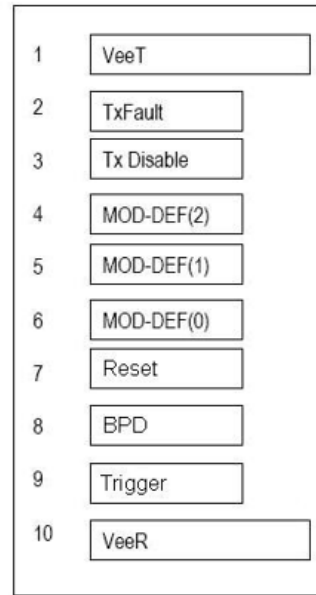 1 VeeT
2 TxFault
3 Tx Disable
4 MOD-DEF(2)
5 MOD-DEF(1)
6 MOD-DEF(0)
7 Reset
8 BPD
9 Trigger
10 VeeR